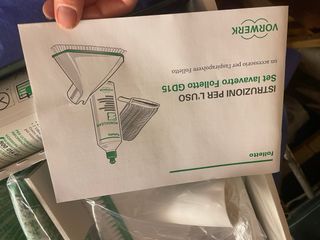 folletto
ISTRUZIONI PER L'USO
Set lavavetro Folletto GD15
un accessorio per l'aspirapolvere Folletto
VORWERK